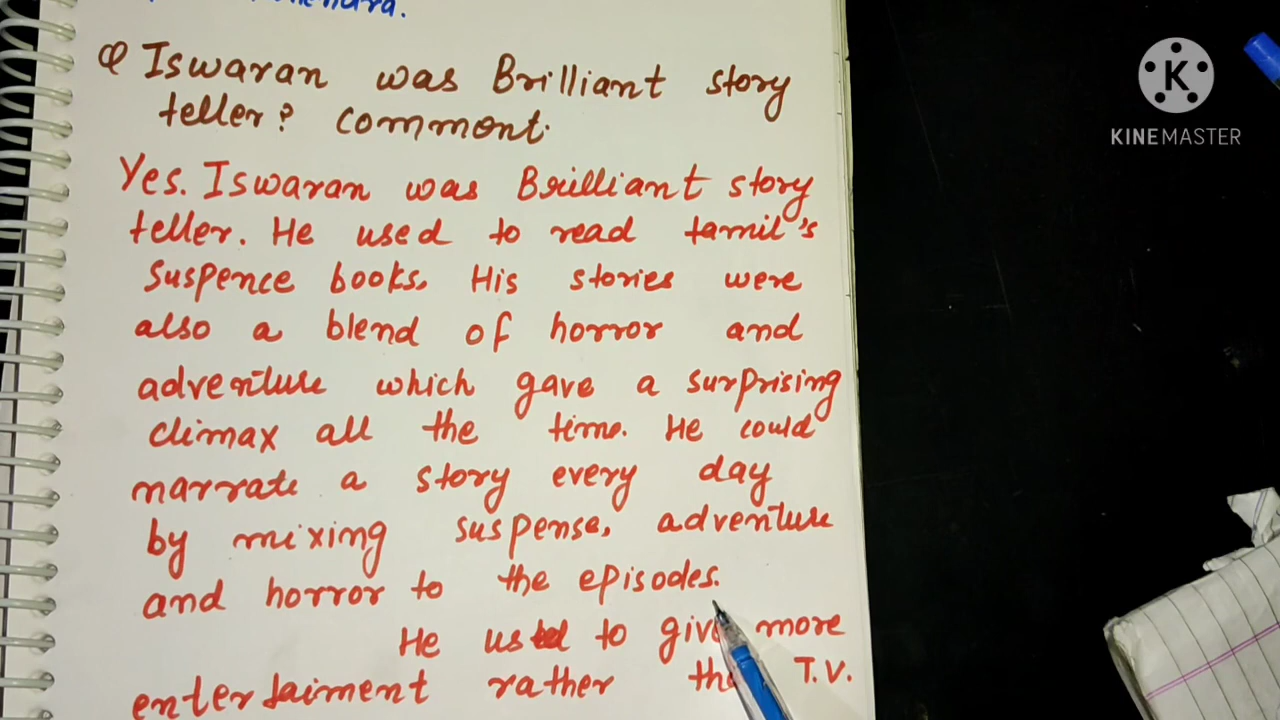 Q Iswaran was Brilliant story
teller? comment.
Yes. Iswaran was Brilliant story
teller. He used to read tamil's
suspence books. His stories were
also a blend of horror and
adventure which gave a surprising
climax all the time. He could
narrate a story every day
by mixing suspense, adventure
and horror to the episodes.
He used to give more
entertaiment rather T.V.
K
KINEMASTER